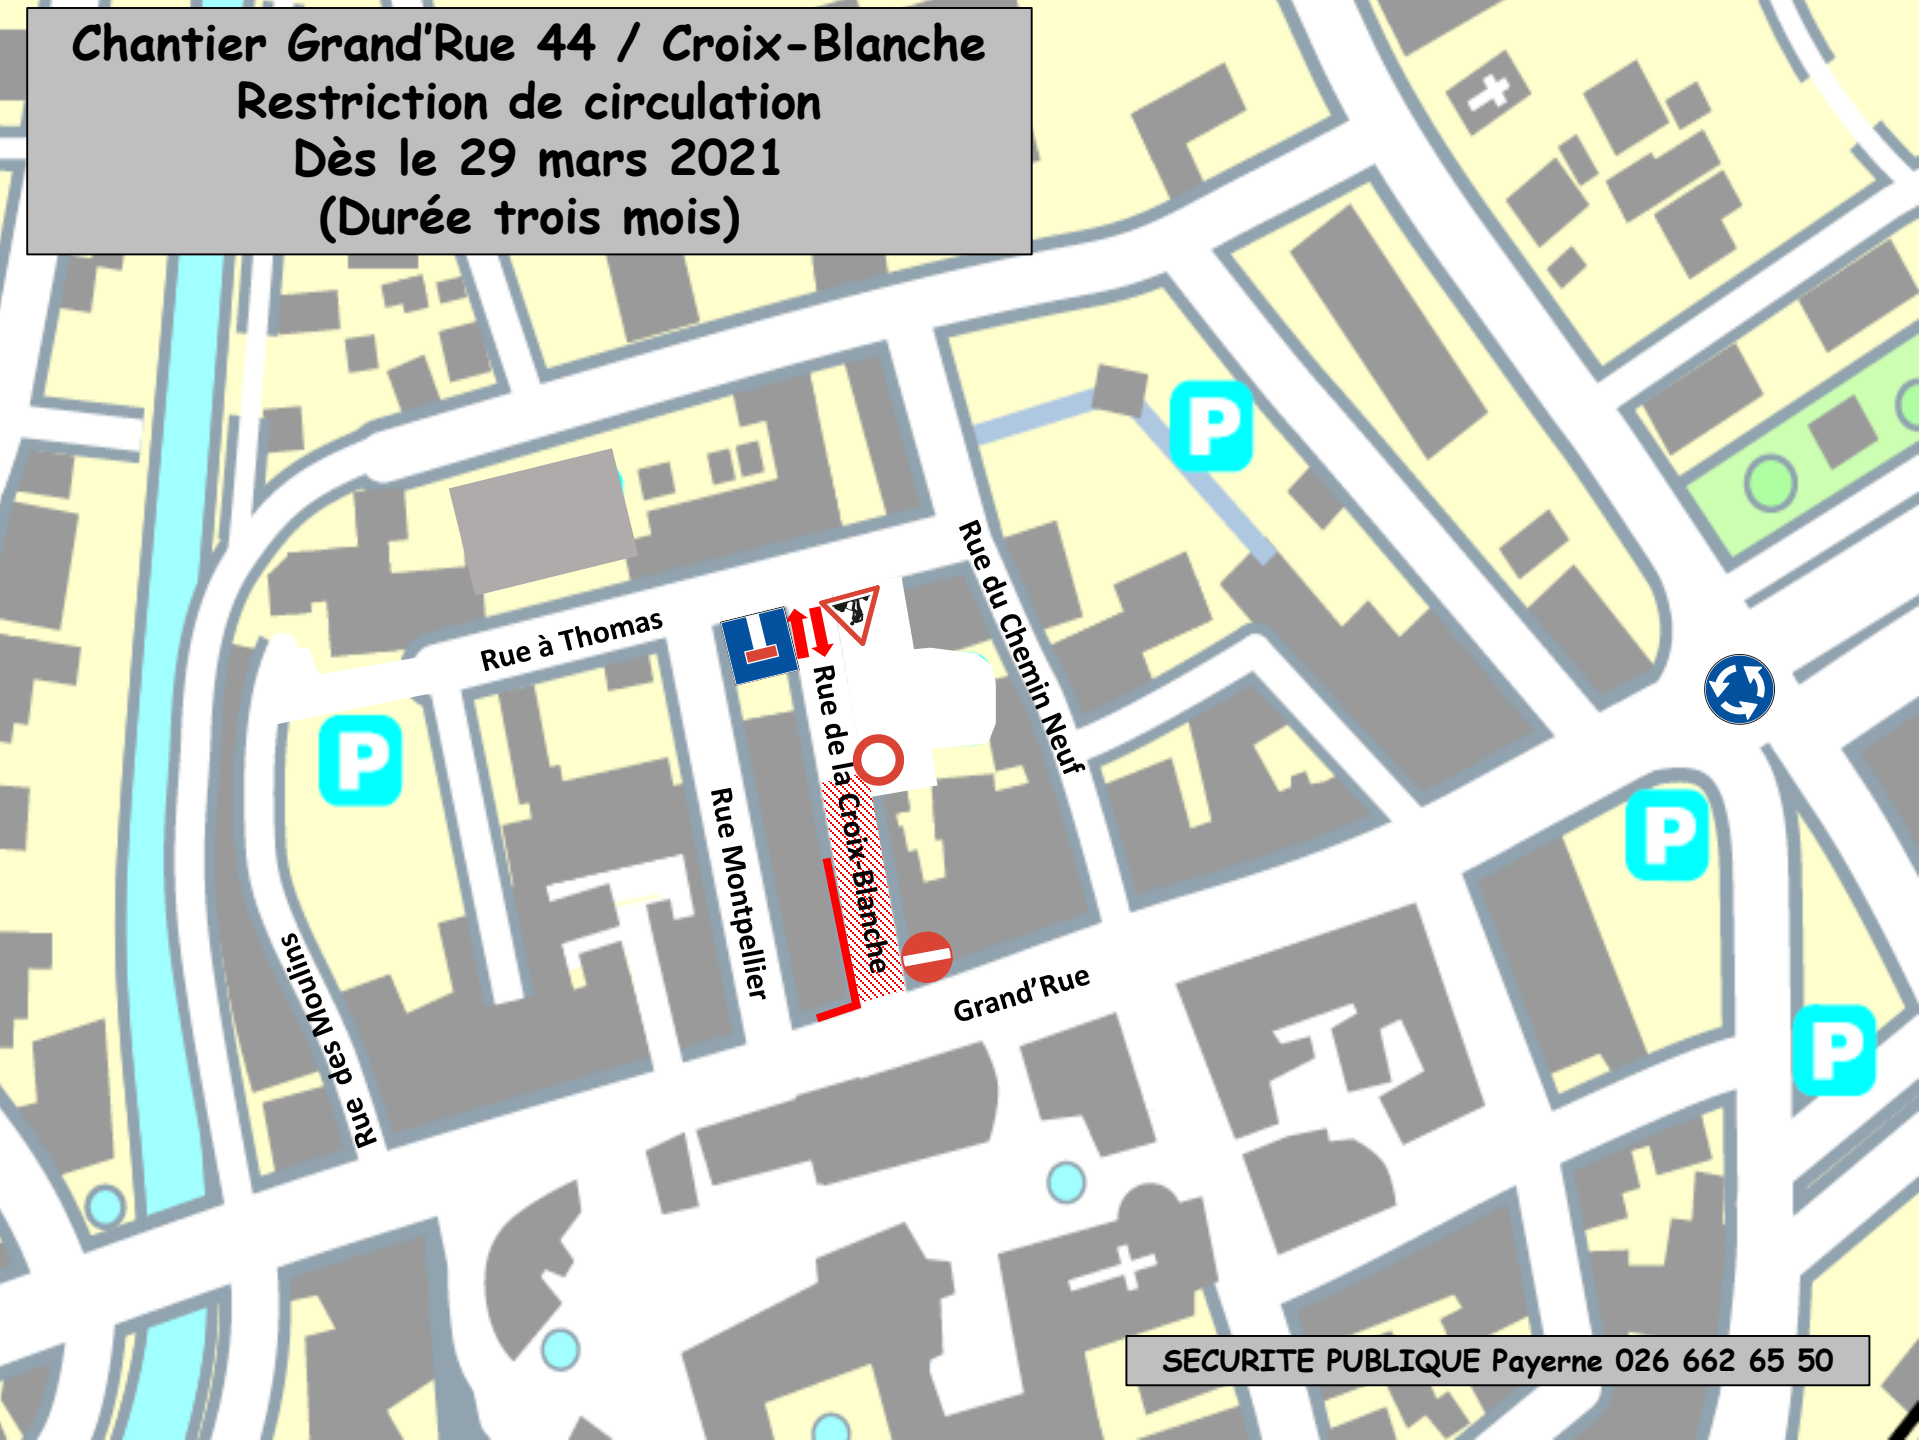 Chantier Grand'Rue 44 / Croix-Blanche
Restriction de circulation
Dès le 29 mars 2021
(Durée trois mois)
P
Rue du Chemin Neuf
Rue à Thomas
Rue de la Croix-Blanche
P
Rue Montpellier
P
Rue des Moulins
Grand'Rue
P
SECURITE PUBLIQUE Payerne 026 662 65 50